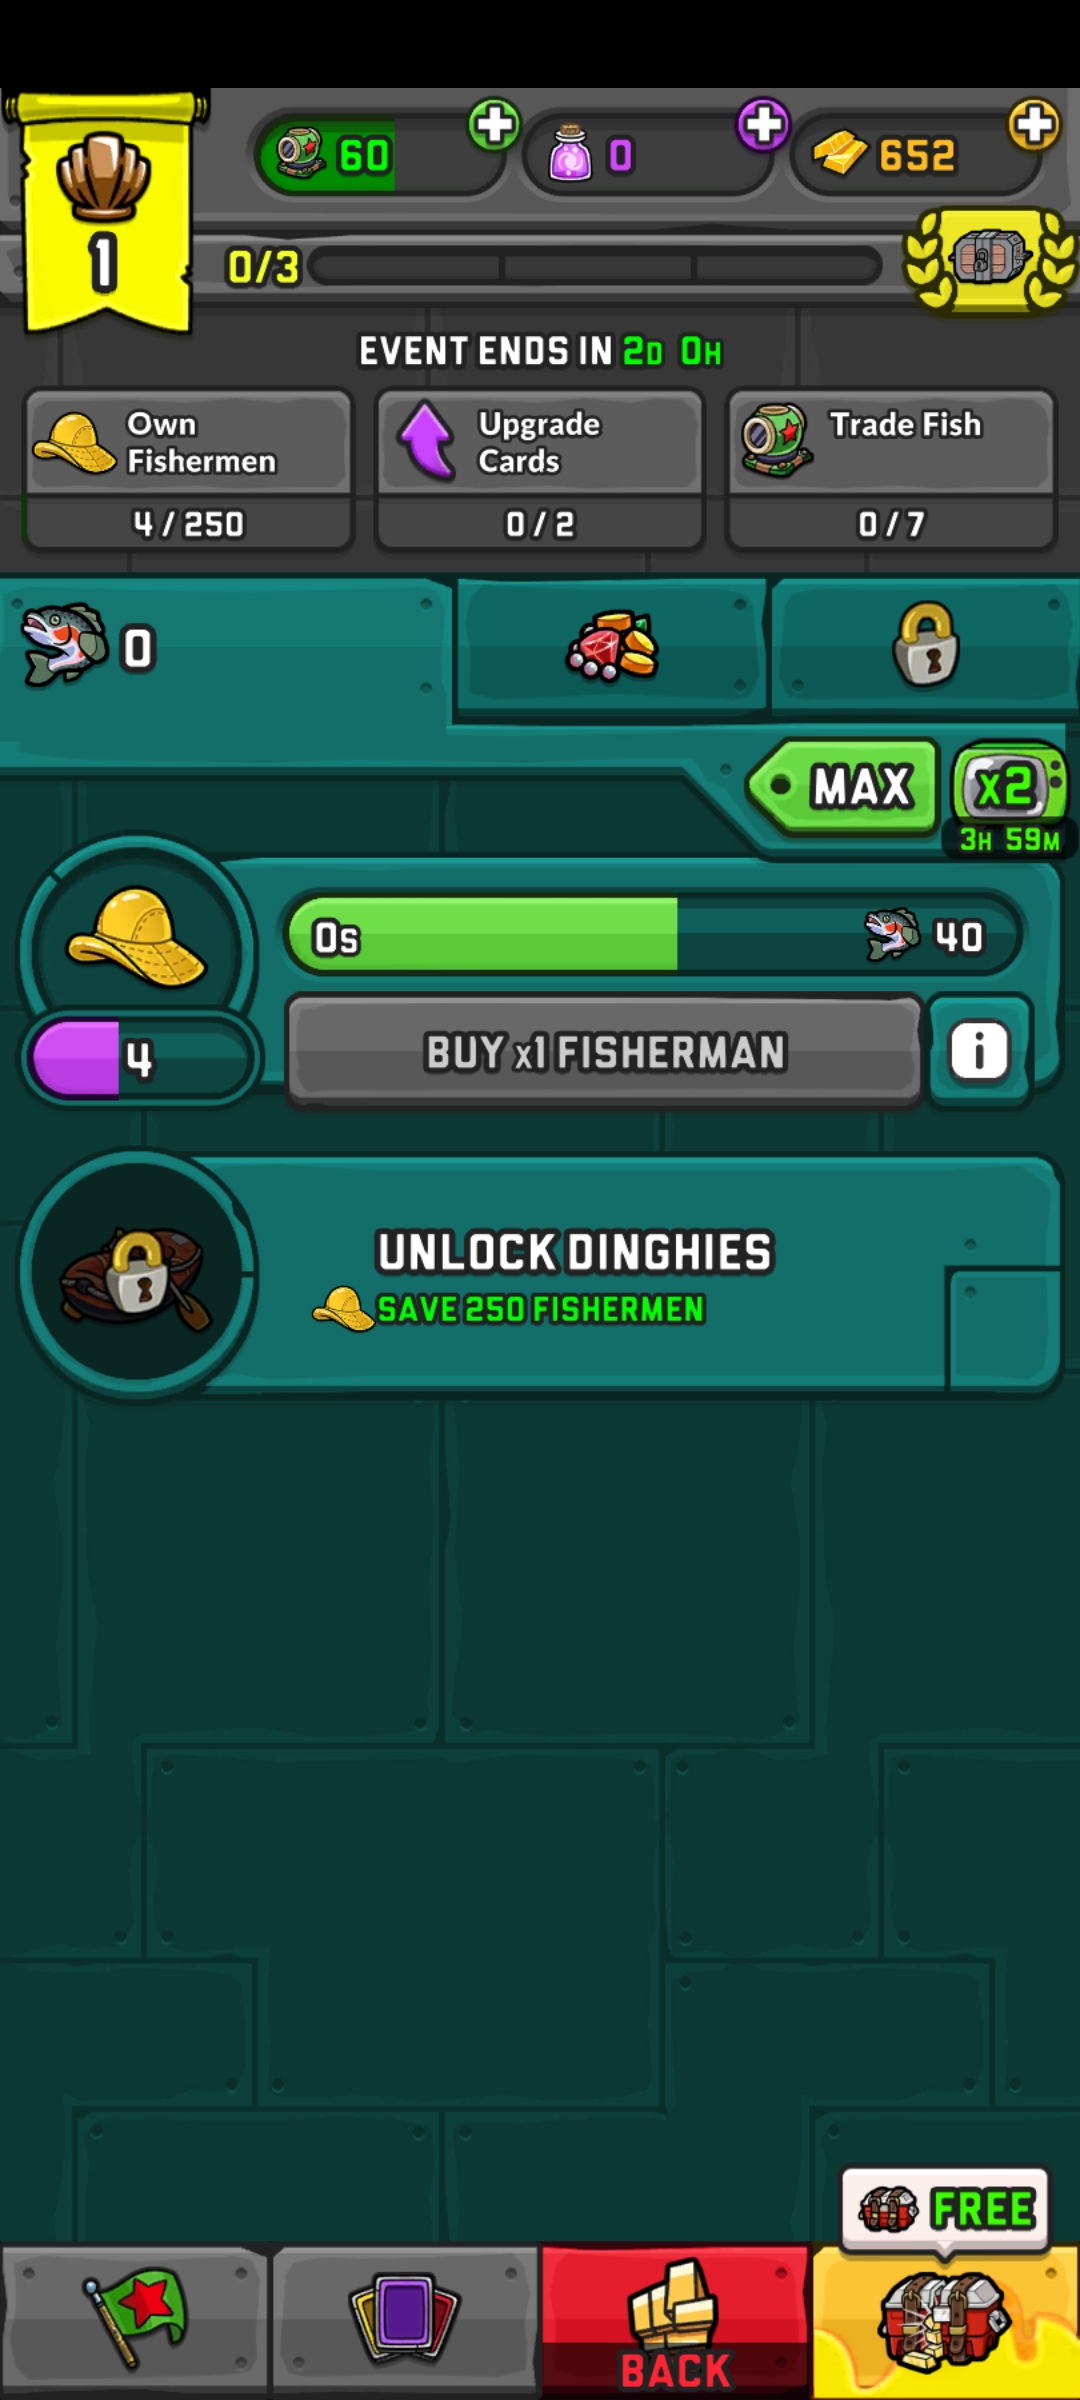 60
0
652
1
0/3
EVENT ENDS IN 2D 0H
Own
Fishermen
4 / 250
Upgrade
Cards
0 / 2
Trade Fish
0 / 7
0
MAX
x2
3H 59M
0s
40
4
BUY x1 FISHERMAN
i
UNLOCK DINGHIES
SAVE 250 FISHERMEN
FREE
BACK